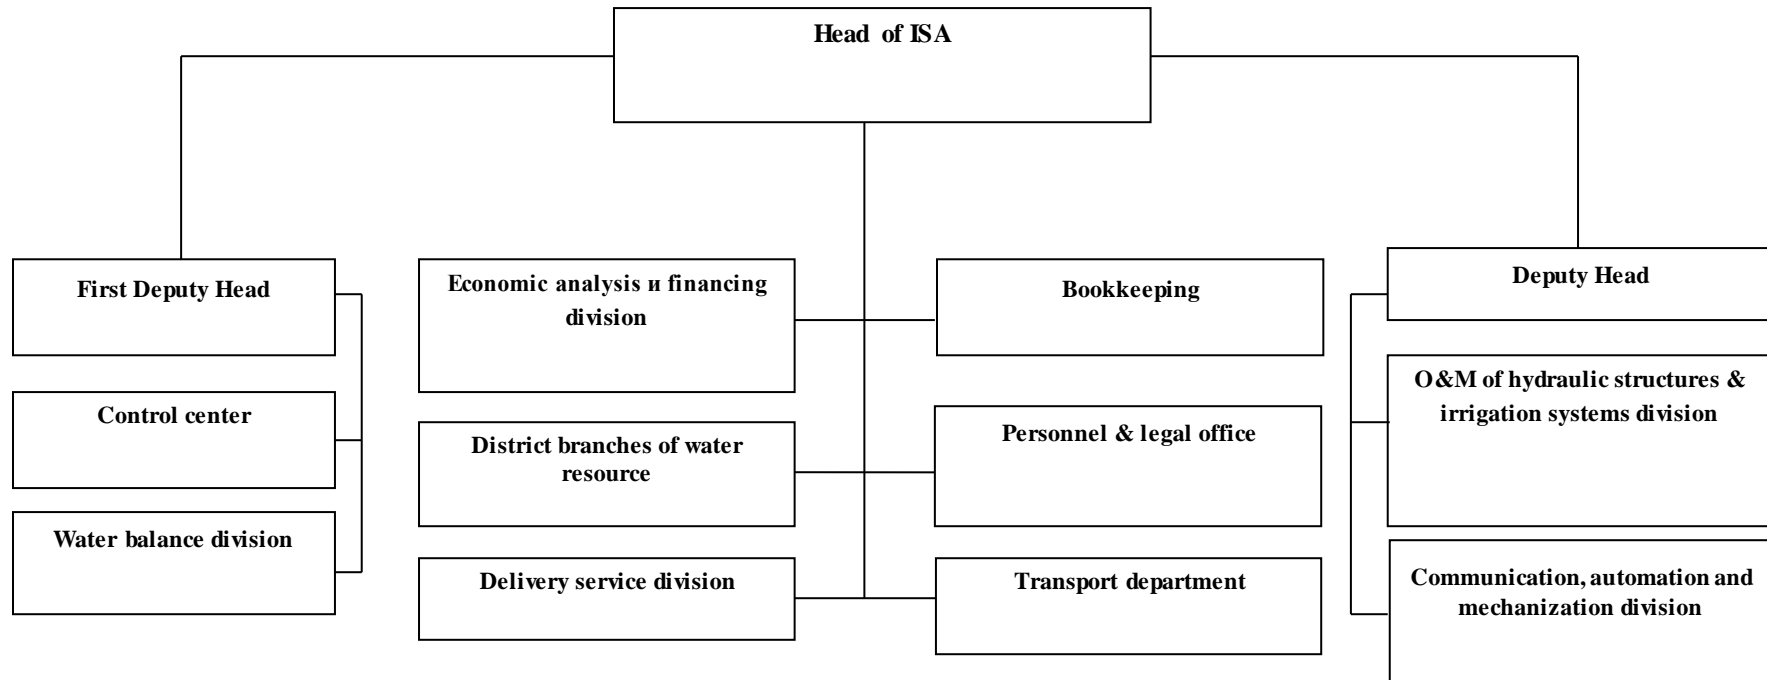 Head of ISA
First Deputy Head
Economic analysis и financing
division
Bookkeeping
Deputy Head
Control center
District branches of water
resource
Personnel & legal office
O&M of hydraulic structures &
irrigation systems division
Water balance division
Delivery service division
Transport department
Communication, automation and
mechanization division